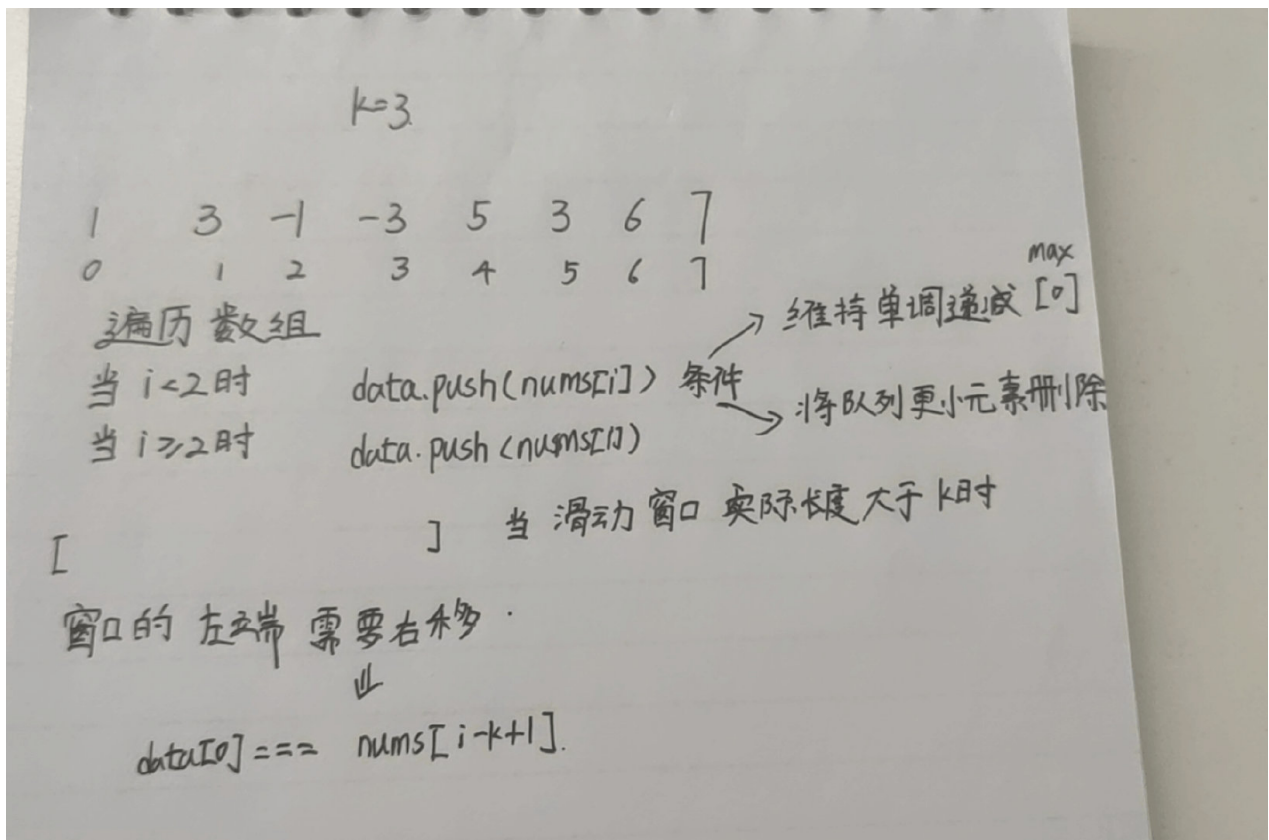 k=3.
1 3 -1 -3 5 3 6 7
0 1 2 3 4 5 6 7
max
遍历数组
维持单调递减 [0]
当 i<2时 data.push(nums[i]) 条件
将队列更小元素删除
当 i≥2时 data.push(nums[i])
[ ] 当 滑动 窗口 实际长度大于 k时
窗口的 左端 需要右移.
data[0]=== nums[i-k+1].